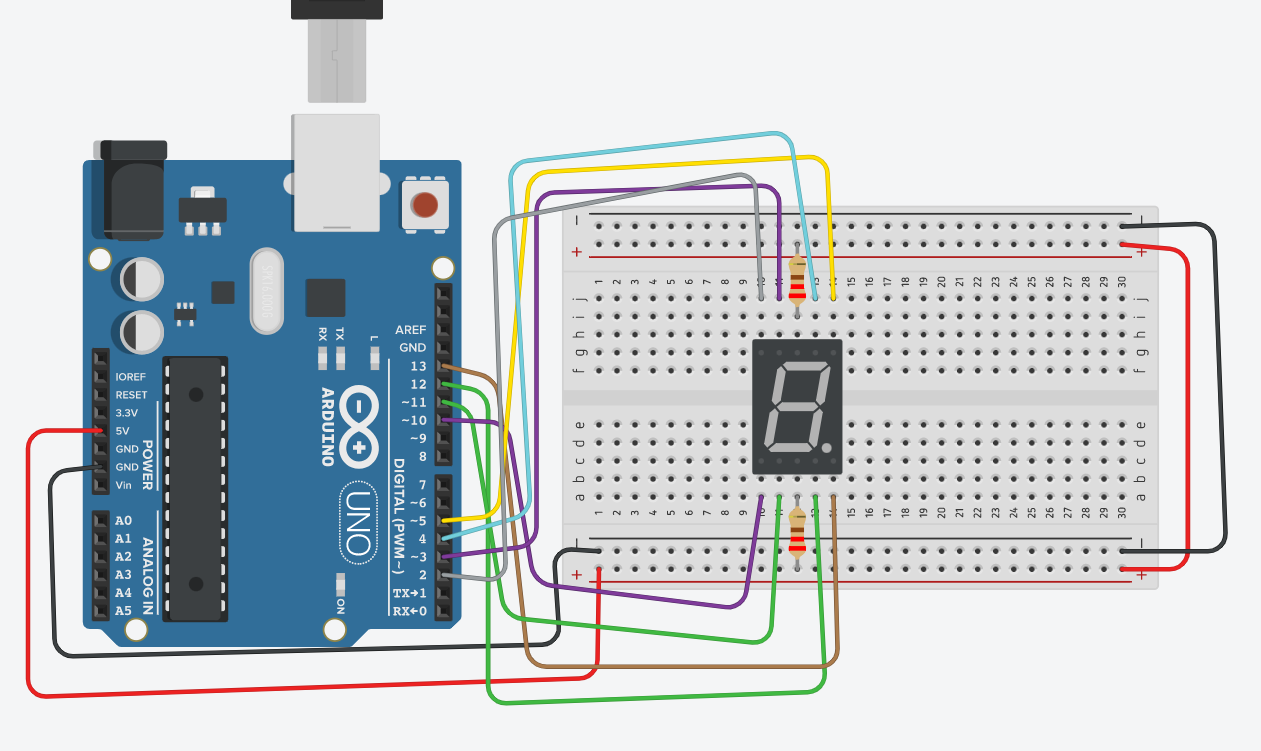 AREF
GND
13
12
~11
~10
~9
8
7
~6
~5
4
~3
2
TX→1
RX←0
DIGITAL (PWM~)
RX
TX
L
ARDUINO
UNO
ON
IOREF
RESET
3.3V
5V
GND
GND
Vin
POWER
A0
A1
A2
A3
A4
A5
ANALOG IN
− −
+ +
1 2 3 4 5 6 7 8 9 10 11 13 14 15 16 17 18 19 20 21 22 23 24 25 26 27 28 29 30
j j
i i
h h
g g
f f
e e
d d
c c
b b
a a
1 2 3 4 5 6 7 8 9 10 11 13 14 15 16 17 18 19 20 21 22 23 24 25 26 27 28 29 30
− −
+ +